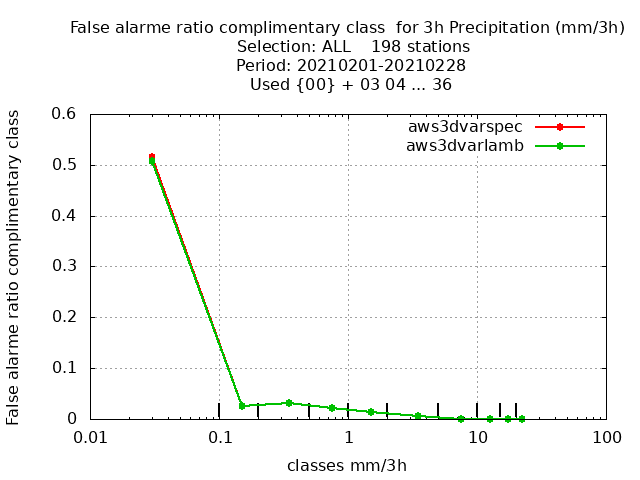 False alarme ratio complimentary class  for 3h Precipitation (mm/3h)
Selection: ALL    198 stations
Period: 20210201-20210228
Used {00} + 03 04 ... 36
False alarme ratio complimentary class
aws3dvarspec
aws3dvarlamb
0.6
0.5
0.4
0.3
0.2
0.1
0
0.01 0.1 1 10 100
classes mm/3h